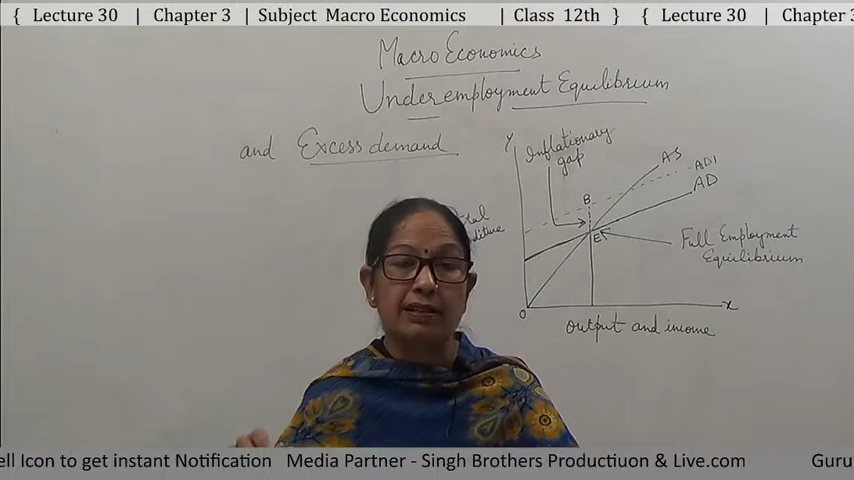 { Lecture 30 | Chapter 3 | Subject Macro Economics | Class 12th } { Lecture 30 | Chapter 3
Macro Economics
Underemployment Equilibrium
and Excess demand
Y
Inflationary
gap
AS
AD1
AD
B
E
Full Employment
Equilibrium
O
X
output and income
ell Icon to get instant Notification Media Partner - Singh Brothers Productiuon & Live.com Guru